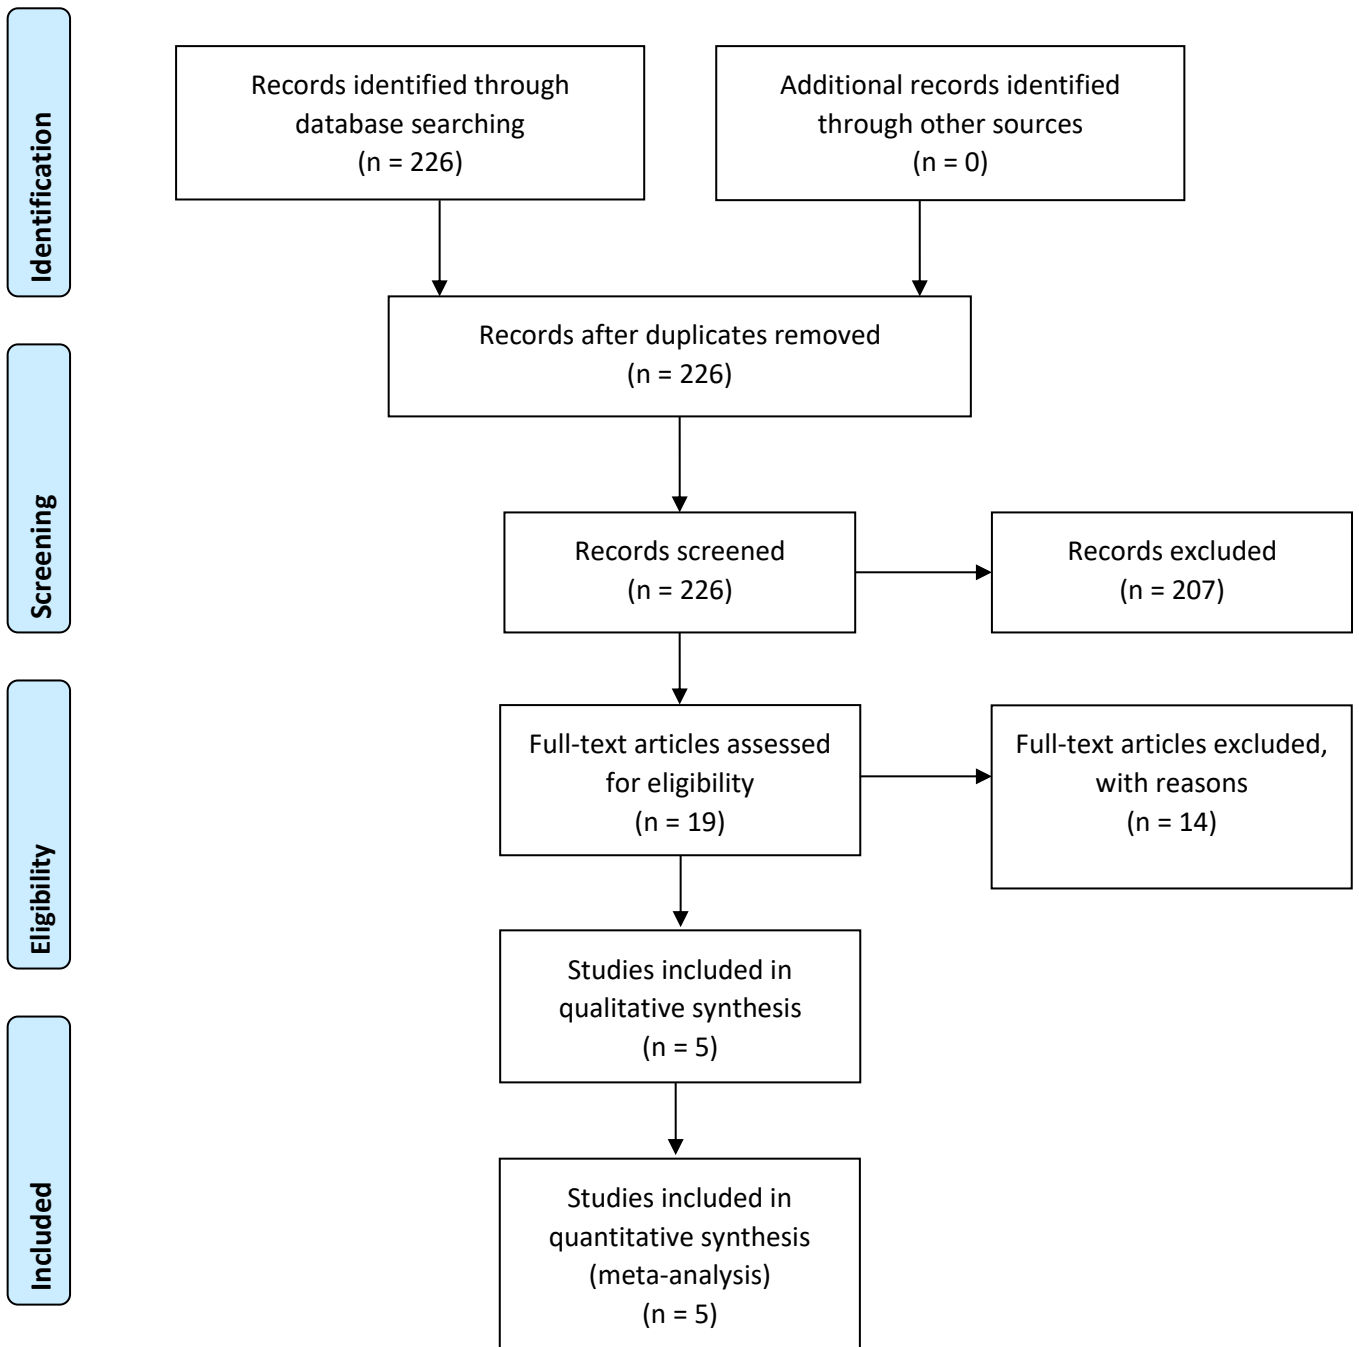 Identification
Records identified through
database searching
(n = 226)
Additional records identified
through other sources
(n = 0)
Records after duplicates removed
(n = 226)
Screening
Records screened
(n = 226)
Records excluded
(n = 207)
Eligibility
Full-text articles assessed
for eligibility
(n = 19)
Full-text articles excluded,
with reasons
(n = 14)
Studies included in
qualitative synthesis
(n = 5)
Included
Studies included in
quantitative synthesis
(meta-analysis)
(n = 5)